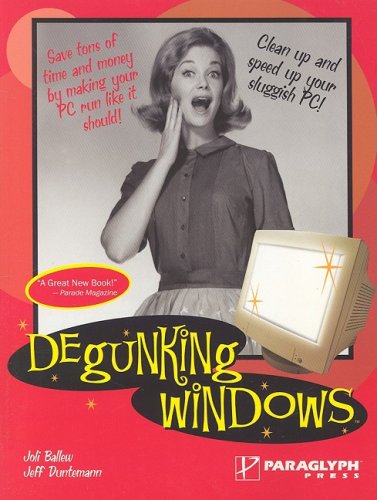 Save tons of
time and money
by making your
PC run like it
should!
Clean up and
speed up your
sluggish PC!
"A Great New Book!"
— Parade Magazine
DEGUNKING
WINDOWS™
Joli Ballew
Jeff Duntemann
P PARAGLYPH
PRESS